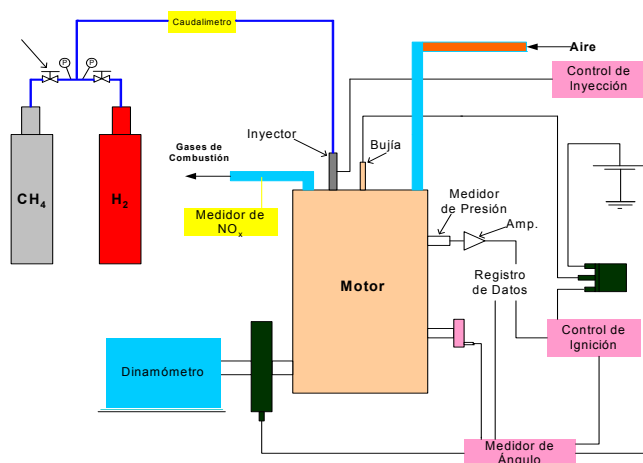 Caudalimetro
P
P
Aire
Control de
Inyección
Inyector
Bujía
Gases de
Combustión
CH4
H2
Medidor de
NOx
Medidor
de Presión
Amp.
Motor
Registro
de Datos
Control de
Ignición
Dinamómetro
Medidor de
Ángulo